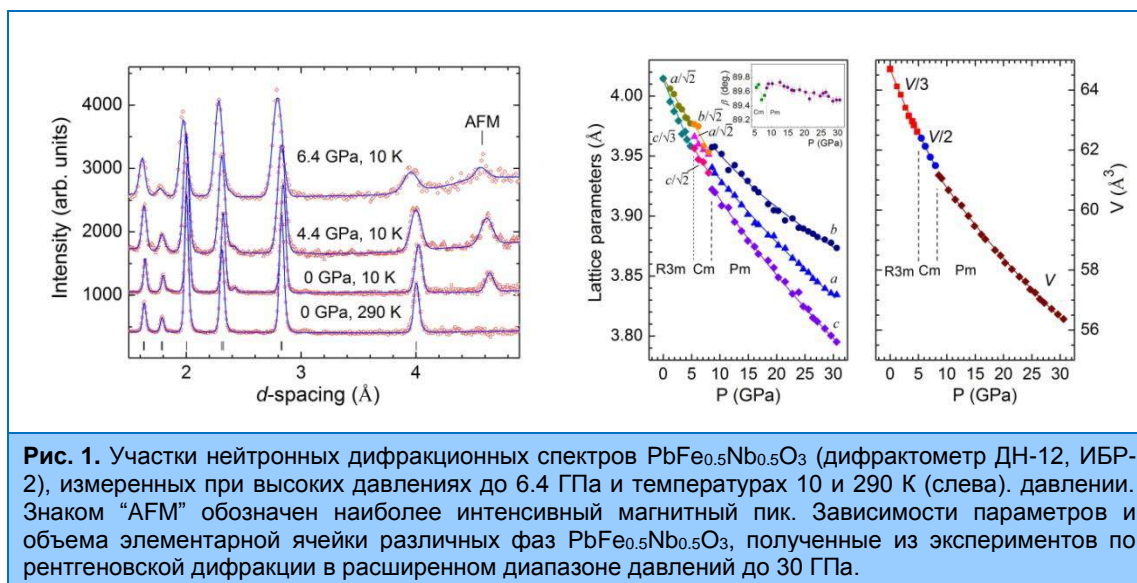 4000
3000
2000
1000
Intensity (arb. units)
AFM
6.4 GPa, 10 K
4.4 GPa, 10 K
0 GPa, 10 K
0 GPa, 290 K
2
3
4
d-spacing (Å)
4.00
3.95
3.90
3.85
3.80
Lattice parameters (Å)
a/√2
c/√3
b/√2
a/√2
c/√2
89.8
89.6
89.4
89.2
β (deg.)
Cm
Pm
5 10 15 20 25 30
P (GPa)
b
a
c
R3m
Cm
Pm
0 5 10 15 20 25 30
P (GPa)
V/3
V/2
V
R3m
Cm
Pm
0 5 10 15 20 25 30
P (GPa)
64
62
60
58
56
V (Å³)
Рис. 1. Участки нейтронных дифракционных спектров PbFe₀.₅Nb₀.₅O₃ (дифрактометр ДН-12, ИБР-
2), измеренных при высоких давлениях до 6.4 ГПа и температурах 10 и 290 К (слева). давлении.
Знаком “AFM” обозначен наиболее интенсивный магнитный пик. Зависимости параметров и
объема элементарной ячейки различных фаз PbFe₀.₅Nb₀.₅O₃, полученные из экспериментов по
рентгеновской дифракции в расширенном диапазоне давлений до 30 ГПа.